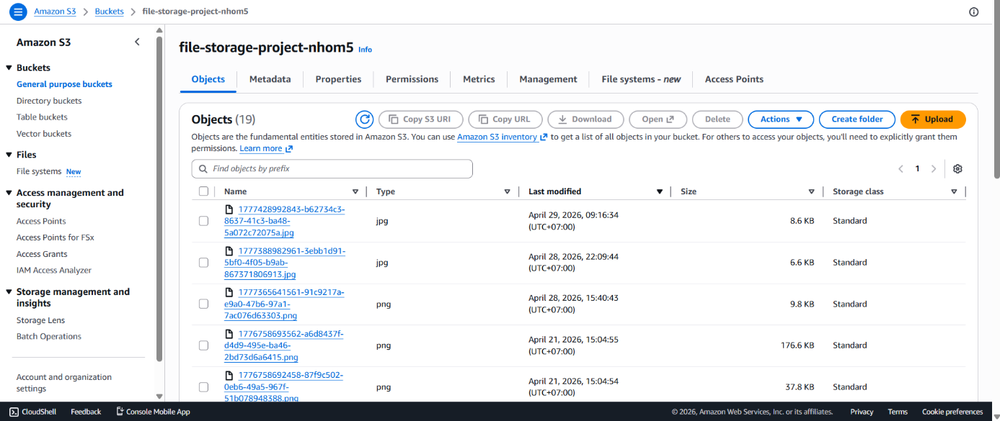 Amazon S3 > Buckets > file-storage-project-nhom5
Amazon S3
Buckets
General purpose buckets
Directory buckets
Table buckets
Vector buckets
Files
File systems New
Access management and
security
Access Points
Access Points for FSx
Access Grants
IAM Access Analyzer
Storage management and
insights
Storage Lens
Batch Operations
Account and organization
settings
file-storage-project-nhom5 Info
Objects Metadata Properties Permissions Metrics Management File systems - new Access Points
Objects (19) Copy S3 URI Copy URL Download Open Delete Actions Create folder Upload
Objects are the fundamental entities stored in Amazon S3. You can use Amazon S3 inventory to get a list of all objects in your bucket. For others to access your objects, you'll need to explicitly grant them
permissions. Learn more
Find objects by prefix 1
Name Type Last modified Size Storage class
1777428992843-b62734c3-
8637-41c3-ba48-
5a072c72075a.jpg
jpg
April 29, 2026, 09:16:34
(UTC+07:00)
8.6 KB
Standard
1777388982961-3ebb1d91-
5bf0-4f05-b9ab-
867371806913.jpg
jpg
April 28, 2026, 22:09:44
(UTC+07:00)
6.6 KB
Standard
1777365641561-91c9217a-
e9a0-47b6-97a1-
7ac076d63303.png
png
April 28, 2026, 15:40:43
(UTC+07:00)
9.8 KB
Standard
1776758693562-a6d8437f-
d4d9-495e-ba46-
2bd73d6a6415.png
png
April 21, 2026, 15:04:55
(UTC+07:00)
176.6 KB
Standard
1776758692458-87f9c502-
0eb6-49a5-967f-
51b078948388.png
png
April 21, 2026, 15:04:54
(UTC+07:00)
37.8 KB
Standard
CloudShell Feedback Console Mobile App © 2026, Amazon Web Services, Inc. or its affiliates. Privacy Terms Cookie preferences